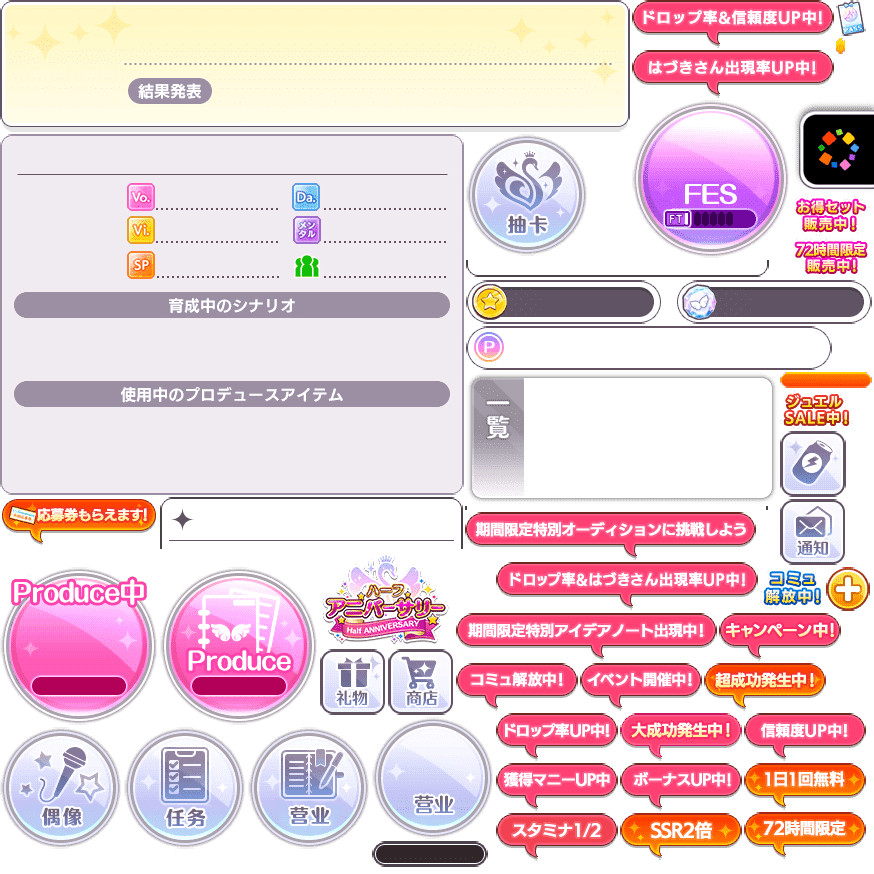 ドロップ率&信頼度UP中!
PASS
結果発表
はづきさん出現率UP中!
Vo.
Da.
Vi.
メンタル
SP
抽卡
FES
FT
お得セット
販売中!
72時間限定
販売中!
育成中のシナリオ
使用中のプロデュースアイテム
P
一覧
ジュエル
SALE中!
応募券もらえます!
期間限定特別オーディションに挑戦しよう
通知
ドロップ率&はづきさん出現率UP中!
コミュ
解放中!
Produce中
Produce
ハーフ
アニバーサリー
Half ANNIVERSARY
期間限定特別アイデアノート出現中!
キャンペーン中!
礼物
商店
コミュ解放中!
イベント開催中!
超成功発生中!
ドロップ率UP中!
大成功発生中!
信頼度UP中!
獲得マニーUP中
ボーナスUP中!
1日1回無料
偶像
任务
营业
营业
スタミナ1/2
SSR2倍
72時間限定